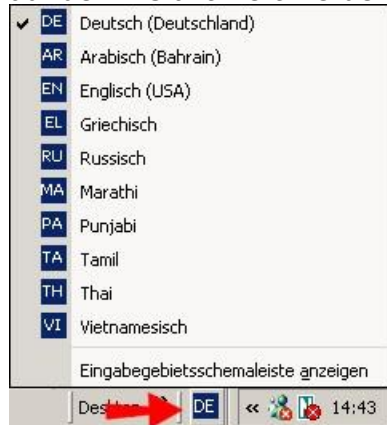 DE Deutsch (Deutschland)
AR Arabisch (Bahrain)
EN Englisch (USA)
EL Griechisch
RU Russisch
MA Marathi
PA Punjabi
TA Tamil
TH Thai
VI Vietnamesisch
Eingabegebietsschemaleiste anzeigen
DE « 14:43